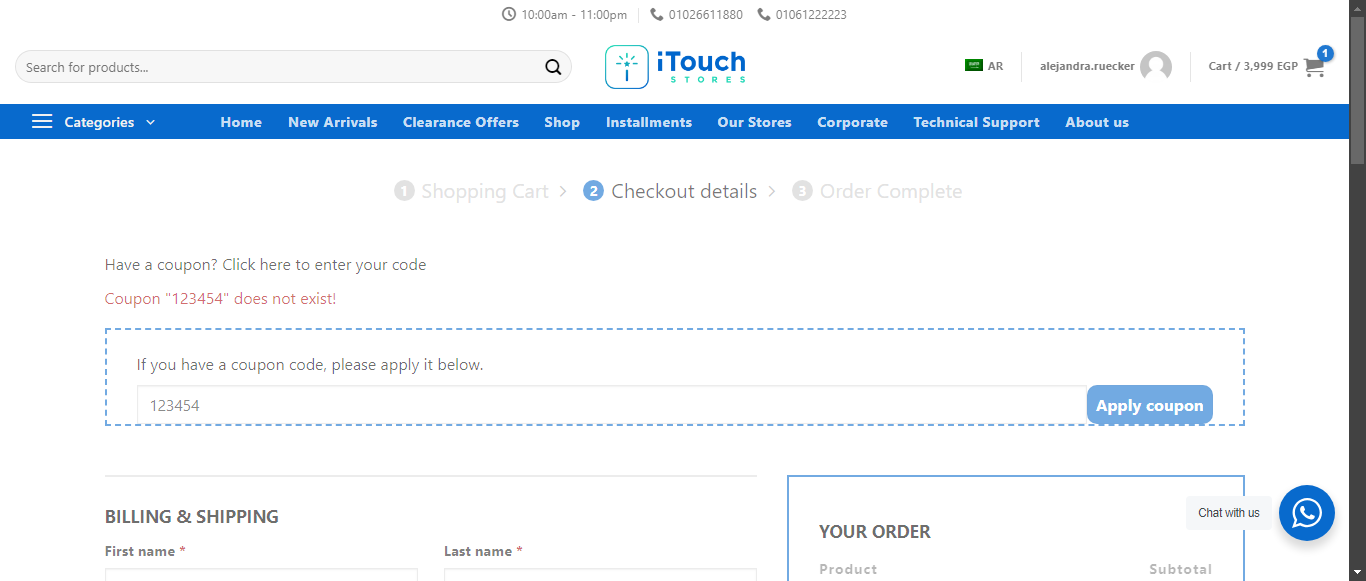 10:00am - 11:00pm 01026611880 01061222223
Search for products...
iTouch
STORES
AR
alejandra.ruecker
Cart / 3,999 EGP
1
Categories Home New Arrivals Clearance Offers Shop Installments Our Stores Corporate Technical Support About us
1 Shopping Cart 2 Checkout details 3 Order Complete
Have a coupon? Click here to enter your code
Coupon "123454" does not exist!
If you have a coupon code, please apply it below.
123454 Apply coupon
BILLING & SHIPPING
First name * Last name *
YOUR ORDER
Product Subtotal
Chat with us